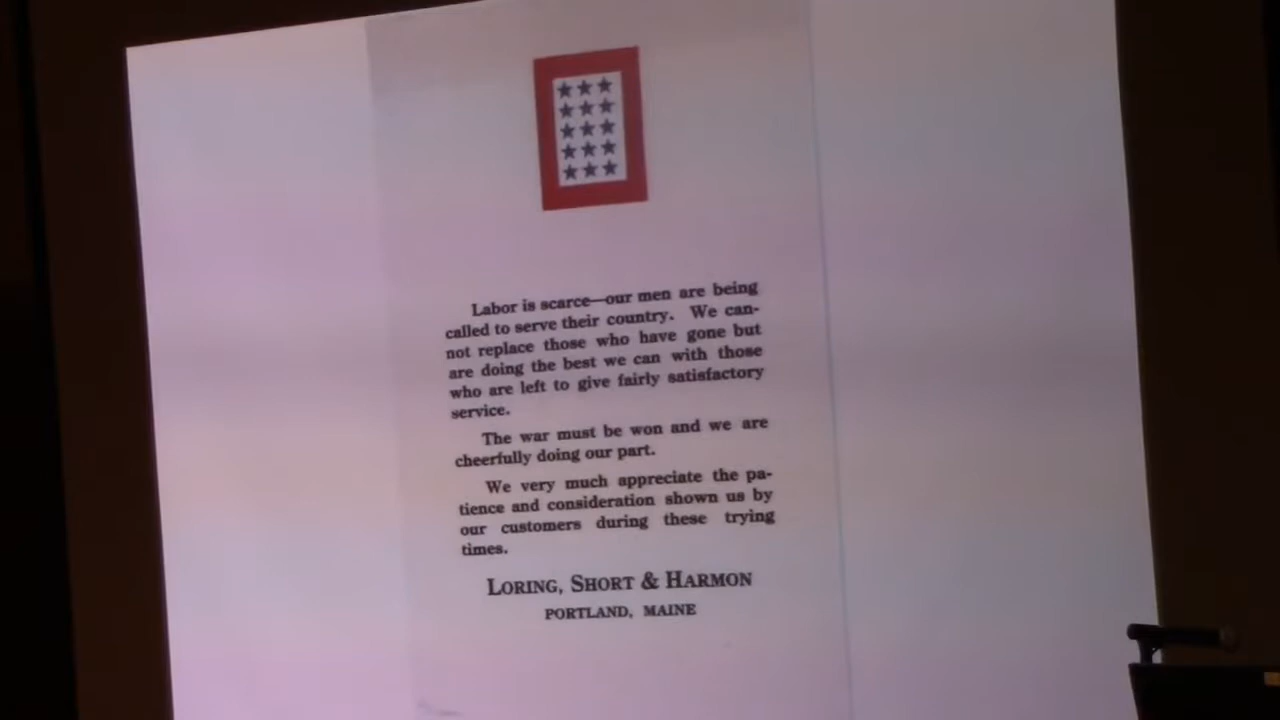 Labor is scarce—our men are being
called to serve their country. We can-
not replace those who have gone but
are doing the best we can with those
who are left to give fairly satisfactory
service.
The war must be won and we are
cheerfully doing our part.
We very much appreciate the pa-
tience and consideration shown us by
our customers during these trying
times.
LORING, SHORT & HARMON
PORTLAND, MAINE